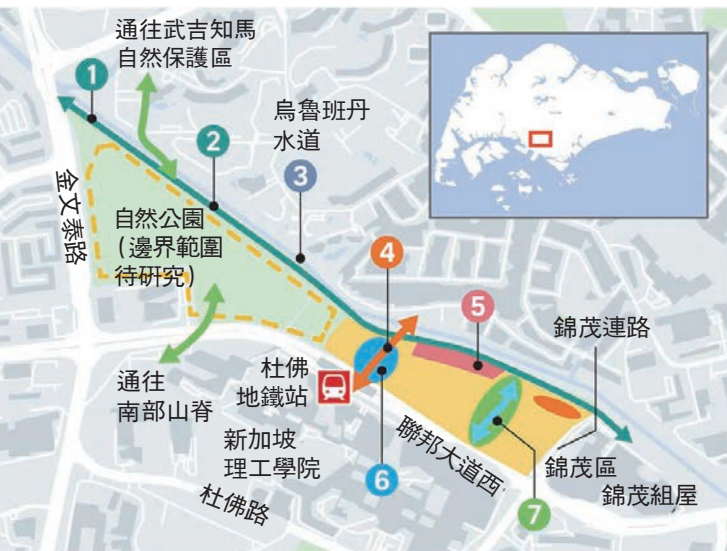 通往武吉知馬
自然保護區
1
烏魯班丹
水道
2
3
金文泰路
自然公園
(邊界範圍
待研究)
4
5
錦茂連路
通往
南部山脊
杜佛
地鐵站
新加坡
理工學院
6
聯邦大道西
錦茂區
錦茂組屋
杜佛路
7